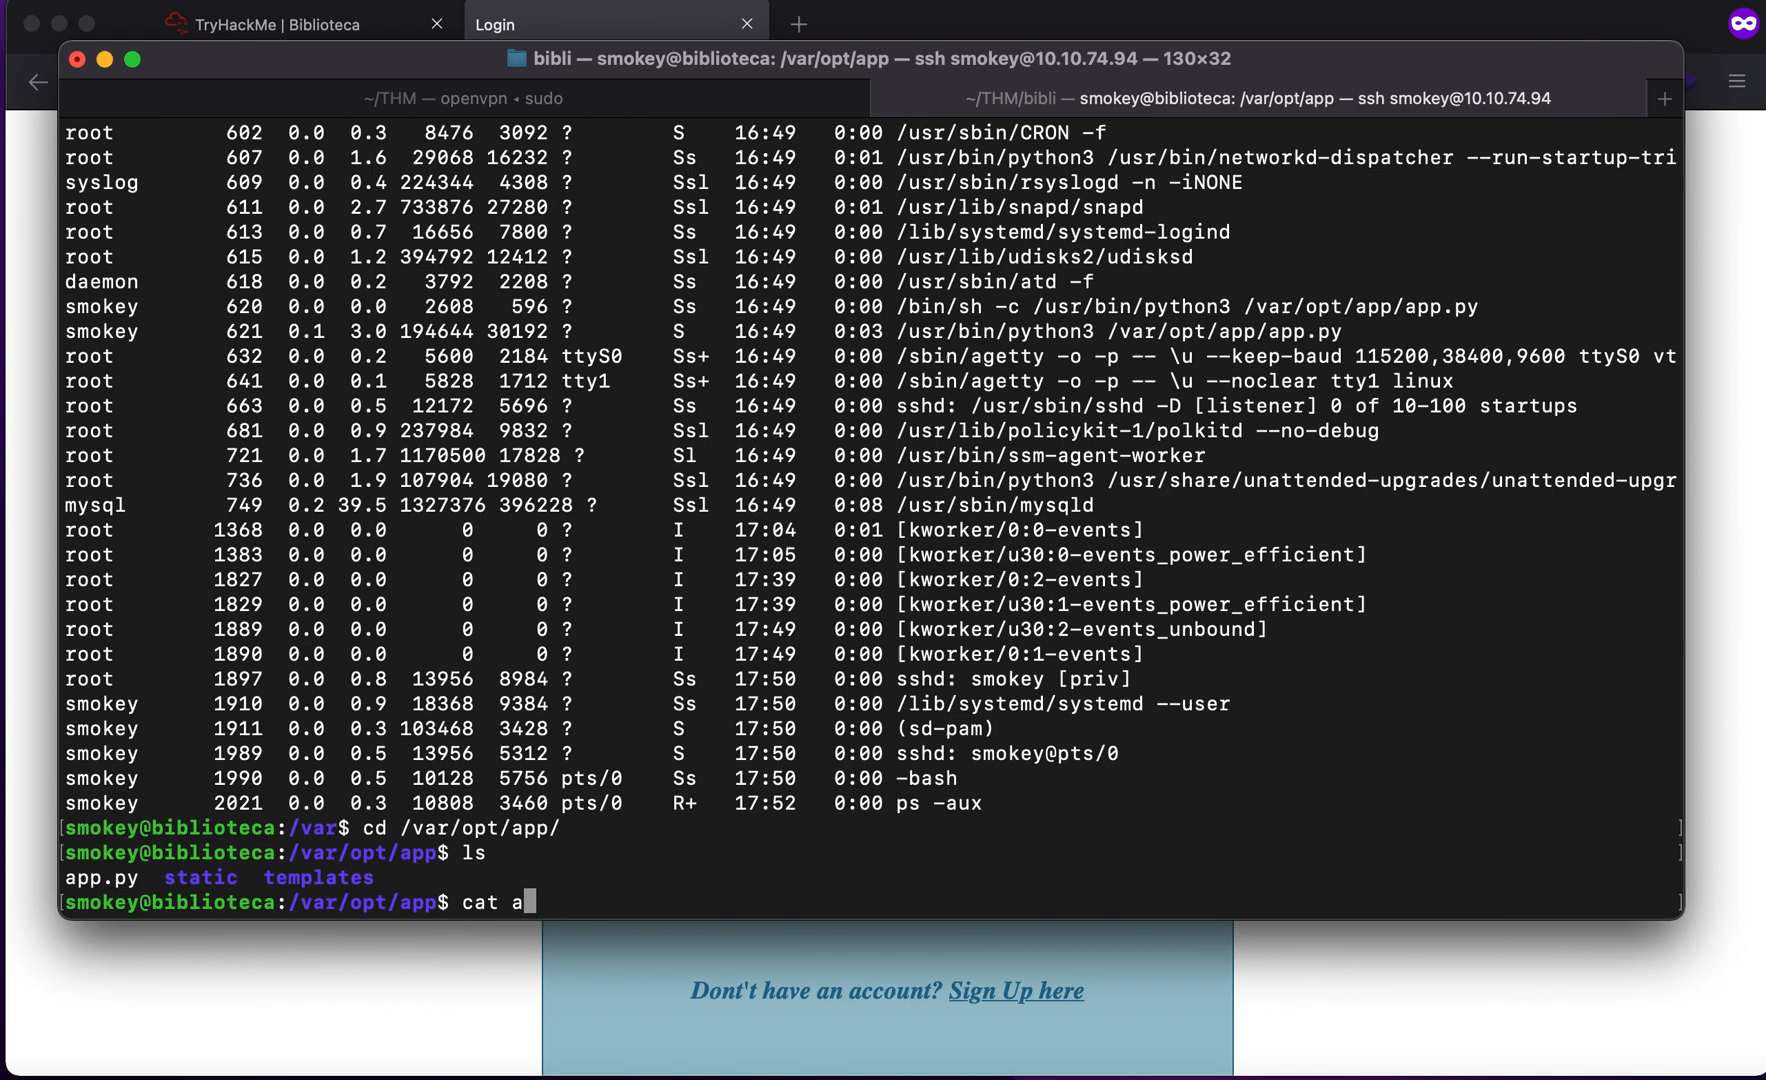 TryHackMe | Biblioteca
Login
bibli — smokey@biblioteca: /var/opt/app — ssh smokey@10.10.74.94 — 130×32
~/THM — openvpn ◂ sudo
~/THM/bibli — smokey@biblioteca: /var/opt/app — ssh smokey@10.10.74.94
root 602 0.0 0.3 8476 3092 ? S 16:49 0:00 /usr/sbin/CRON -f
root 607 0.0 1.6 29068 16232 ? Ss 16:49 0:01 /usr/bin/python3 /usr/bin/networkd-dispatcher --run-startup-tri
syslog 609 0.0 0.4 224344 4308 ? Ssl 16:49 0:00 /usr/sbin/rsyslogd -n -iNONE
root 611 0.0 2.7 733876 27280 ? Ssl 16:49 0:01 /usr/lib/snapd/snapd
root 613 0.0 0.7 16656 7800 ? Ss 16:49 0:00 /lib/systemd/systemd-logind
root 615 0.0 1.2 394792 12412 ? Ssl 16:49 0:00 /usr/lib/udisks2/udisksd
daemon 618 0.0 0.2 3792 2208 ? Ss 16:49 0:00 /usr/sbin/atd -f
smokey 620 0.0 0.0 2608 596 ? Ss 16:49 0:00 /bin/sh -c /usr/bin/python3 /var/opt/app/app.py
smokey 621 0.1 3.0 194644 30192 ? S 16:49 0:03 /usr/bin/python3 /var/opt/app/app.py
root 632 0.0 0.2 5600 2184 ttyS0 Ss+ 16:49 0:00 /sbin/agetty -o -p -- \u --keep-baud 115200,38400,9600 ttyS0 vt
root 641 0.0 0.1 5828 1712 tty1 Ss+ 16:49 0:00 /sbin/agetty -o -p -- \u --noclear tty1 linux
root 663 0.0 0.5 12172 5696 ? Ss 16:49 0:00 sshd: /usr/sbin/sshd -D [listener] 0 of 10-100 startups
root 681 0.0 0.9 237984 9832 ? Ssl 16:49 0:00 /usr/lib/policykit-1/polkitd --no-debug
root 721 0.0 1.7 1170500 17828 ? Sl 16:49 0:00 /usr/bin/ssm-agent-worker
root 736 0.0 1.9 107904 19080 ? Ssl 16:49 0:00 /usr/bin/python3 /usr/share/unattended-upgrades/unattended-upgr
mysql 749 0.2 39.5 1327376 396228 ? Ssl 16:49 0:08 /usr/sbin/mysqld
root 1368 0.0 0.0 0 0 ? I 17:04 0:01 [kworker/0:0-events]
root 1383 0.0 0.0 0 0 ? I 17:05 0:00 [kworker/u30:0-events_power_efficient]
root 1827 0.0 0.0 0 0 ? I 17:39 0:00 [kworker/0:2-events]
root 1829 0.0 0.0 0 0 ? I 17:39 0:00 [kworker/u30:1-events_power_efficient]
root 1889 0.0 0.0 0 0 ? I 17:49 0:00 [kworker/u30:2-events_unbound]
root 1890 0.0 0.0 0 0 ? I 17:49 0:00 [kworker/0:1-events]
root 1897 0.0 0.8 13956 8984 ? Ss 17:50 0:00 sshd: smokey [priv]
smokey 1910 0.0 0.9 18368 9384 ? Ss 17:50 0:00 /lib/systemd/systemd --user
smokey 1911 0.0 0.3 103468 3428 ? S 17:50 0:00 (sd-pam)
smokey 1989 0.0 0.5 13956 5312 ? S 17:50 0:00 sshd: smokey@pts/0
smokey 1990 0.0 0.5 10128 5756 pts/0 Ss 17:50 0:00 -bash
smokey 2021 0.0 0.3 10808 3460 pts/0 R+ 17:52 0:00 ps -aux
[smokey@biblioteca:/var$ cd /var/opt/app/ ]
[smokey@biblioteca:/var/opt/app$ ls ]
app.py static templates
[smokey@biblioteca:/var/opt/app$ cat a ]
Dont't have an account? Sign Up here